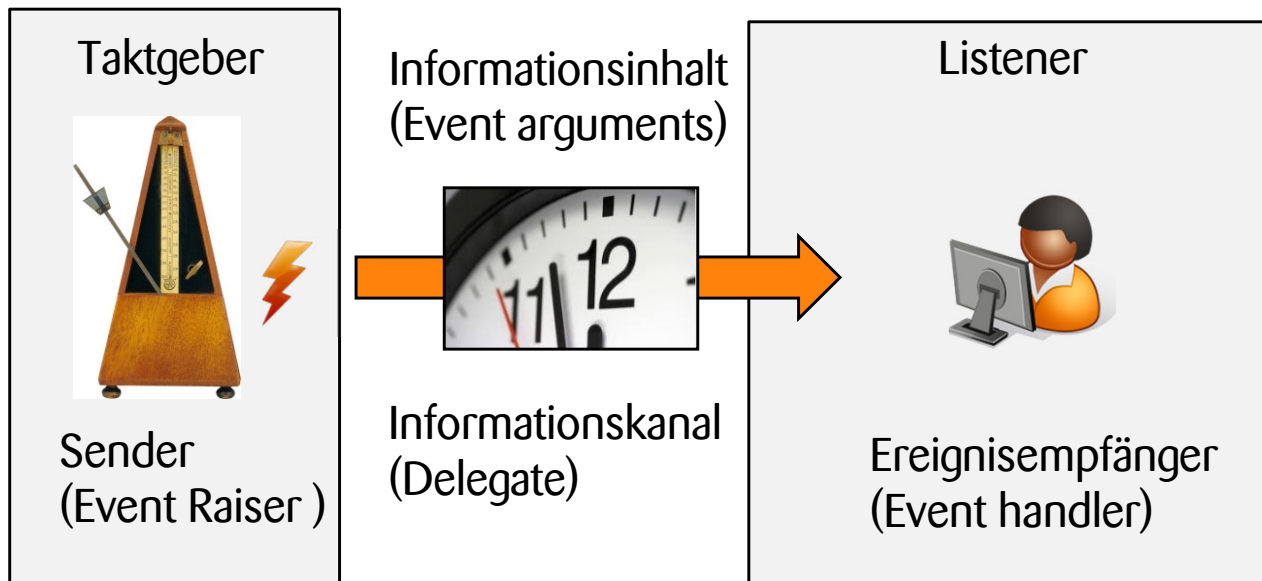 Taktgeber
Sender
(Event Raiser )
Informationsinhalt
(Event arguments)
12
11
Informationskanal
(Delegate)
Listener
Ereignisempfänger
(Event handler)